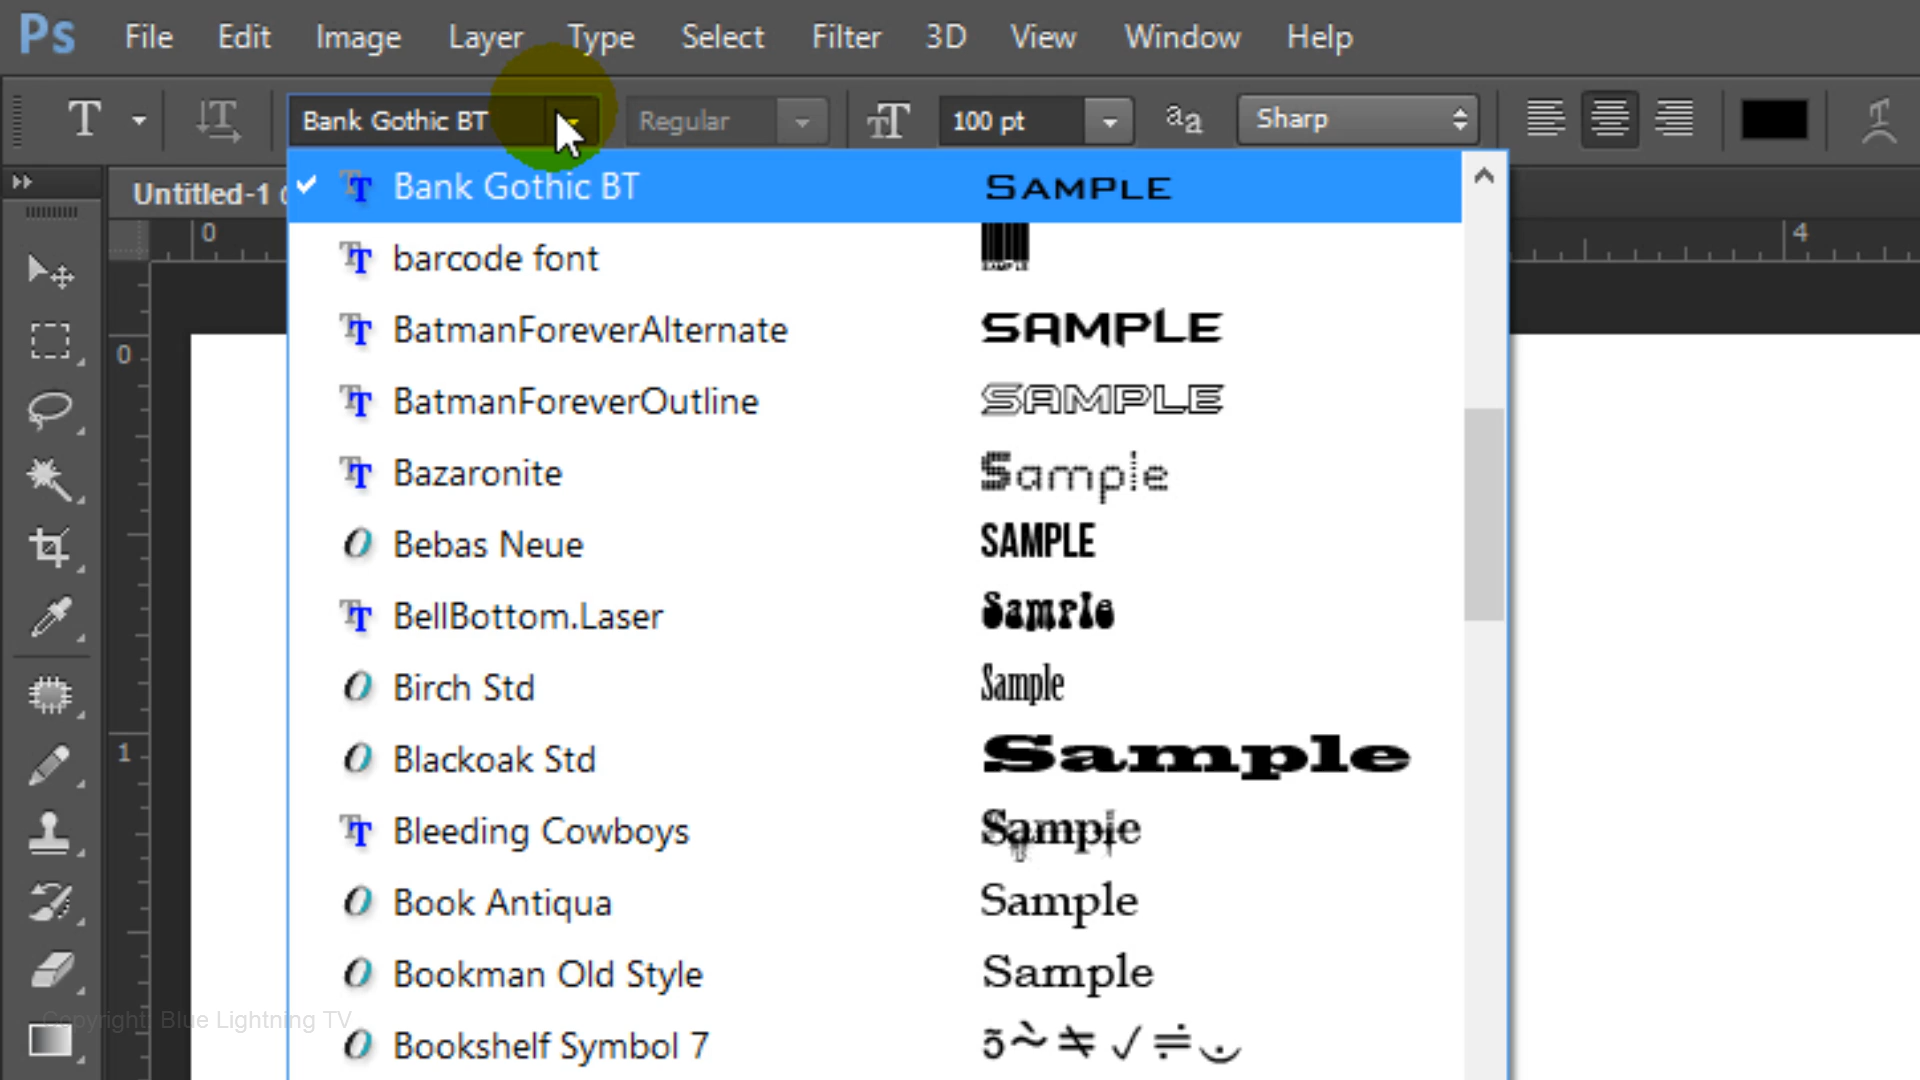 Ps File Edit Image Layer Type Select Filter 3D View Window Help
T Bank Gothic BT Regular 100 pt aa Sharp
Untitled-1
0 4
0
1
Bank Gothic BT SAMPLE
barcode font SAMPLE
BatmanForeverAlternate SAMPLE
BatmanForeverOutline SAMPLE
Bazaronite Sample
Bebas Neue SAMPLE
BellBottom.Laser Sample
Birch Std Sample
Blackoak Std Sample
Bleeding Cowboys Sample
Book Antiqua Sample
Bookman Old Style Sample
Copyright: Blue Lightning TV
Bookshelf Symbol 7